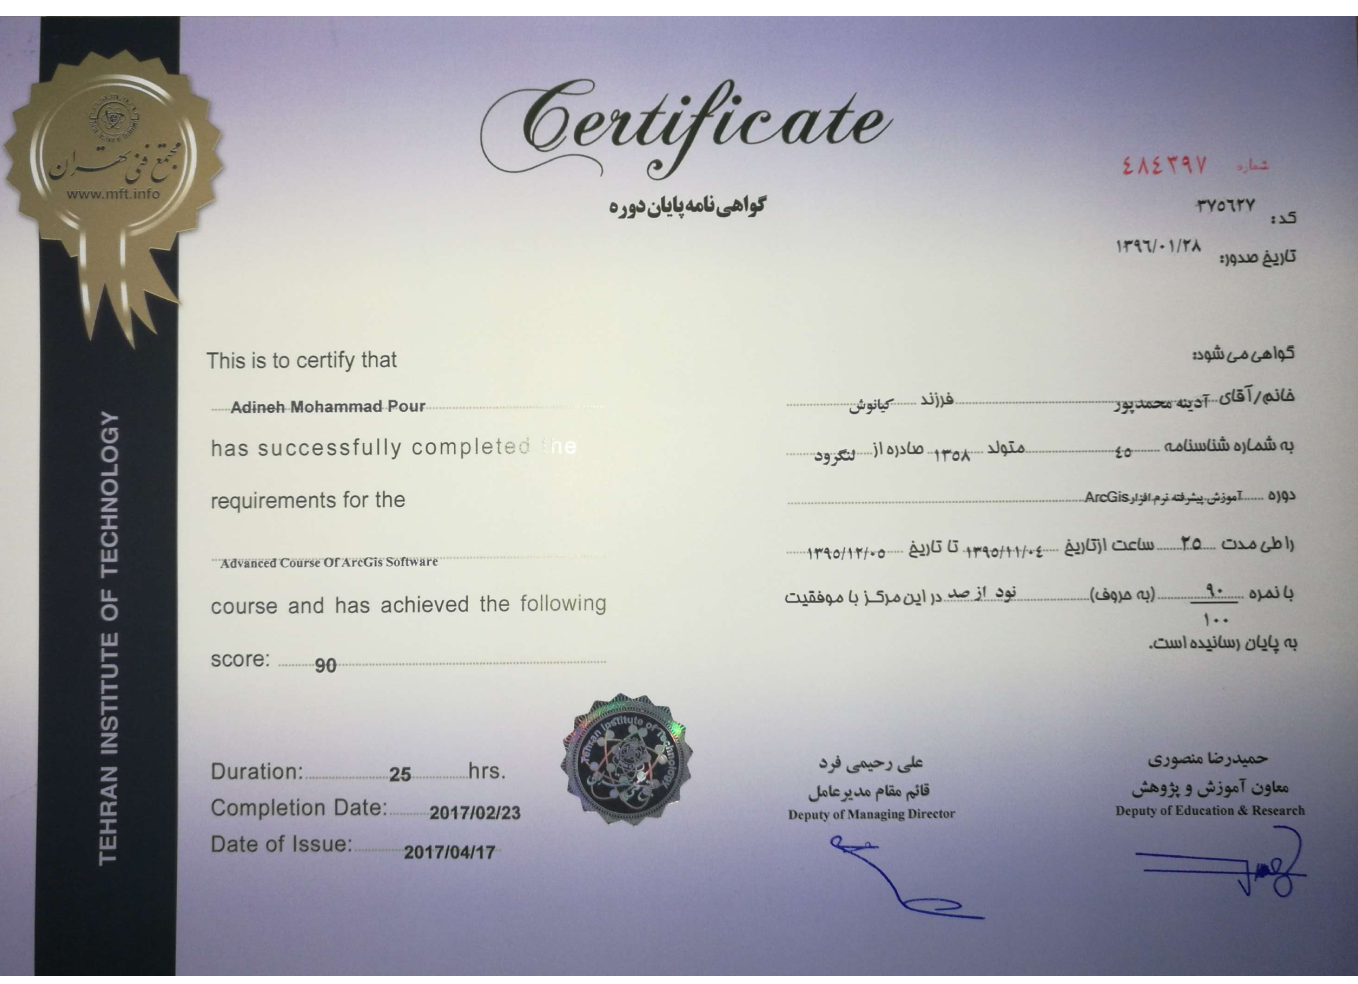 Certificate
گواهی نامه پایان دوره
شماره ۴۸۴۳۹۷
کد: ۳۷۵۶۲۷
تاریخ صدور: ۱۳۹۶/۰۱/۲۸
مجتمع فنی تهران
www.mft.info
TEHRAN INSTITUTE OF TECHNOLOGY
This is to certify that
Adineh Mohammad Pour
has successfully completed the
requirements for the
Advanced Course Of ArcGis Software
course and has achieved the following
score: 90
Duration: 25 hrs.
Completion Date: 2017/02/23
Date of Issue: 2017/04/17
گواهی می شود:
خانم/آقای آدینه محمدپور فرزند کیانوش
به شماره شناسنامه ۴۵ متولد ۱۳۵۸ صادره از لنگرود
دوره آموزش پیشرفته نرم افزار ArcGis
را طی مدت ۲۵ ساعت ازتاریخ ۱۳۹۵/۱۱/۰۴ تا تاریخ ۱۳۹۵/۱۲/۰۵
با نمره ۹۰ (به حروف) نود از صد در این مرکز با موفقیت
۱۰۰
به پایان رسانیده است.
Tehran Institute of Technology
علی رحیمی فرد
قائم مقام مدیرعامل
Deputy of Managing Director
حمیدرضا منصوری
معاون آموزش و پژوهش
Deputy of Education & Research